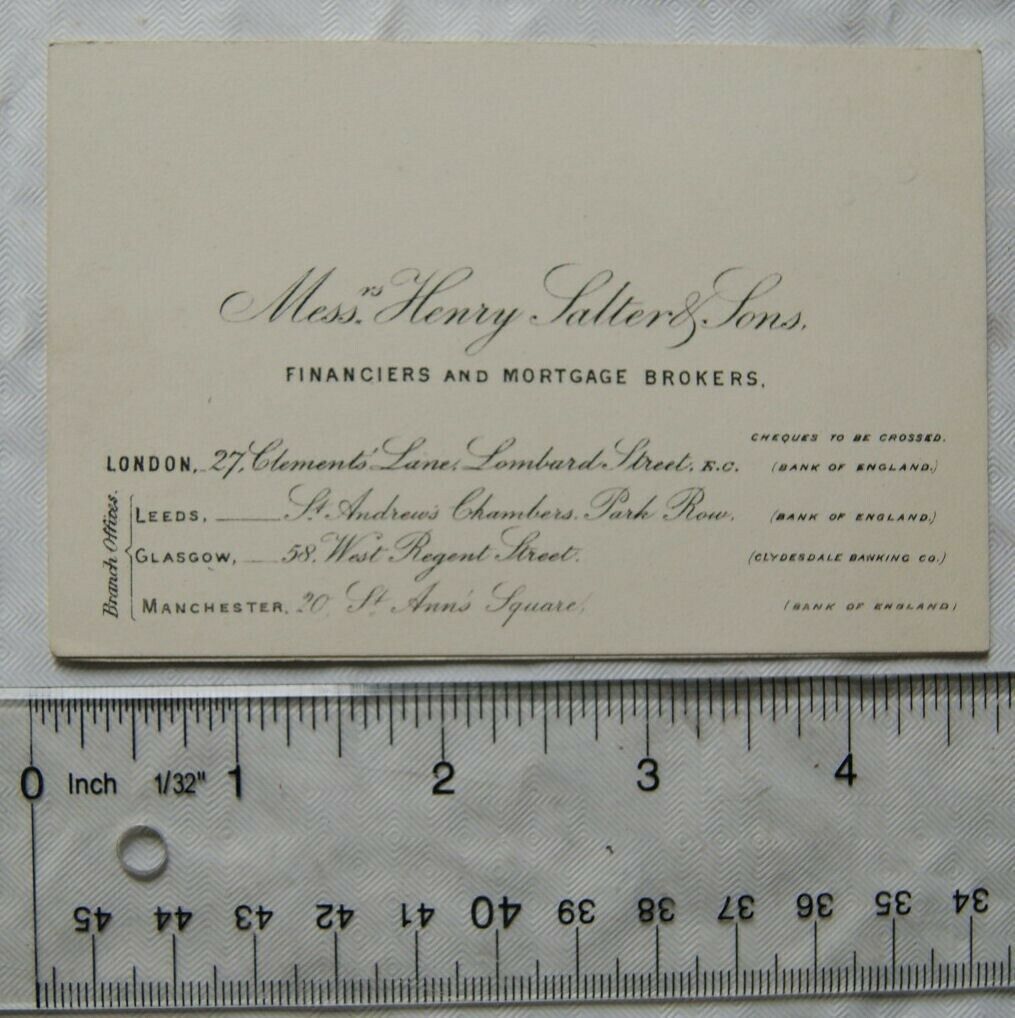 Messrs. Henry Salter & Sons.
FINANCIERS AND MORTGAGE BROKERS.
CHEQUES TO BE CROSSED.
LONDON, 27, Clements' Lane, Lombard Street, E.C. (BANK OF ENGLAND.)
Branch Offices.
LEEDS, St. Andrew's Chambers, Park Row, (BANK OF ENGLAND.)
GLASGOW, 58, West Regent Street. (CLYDESDALE BANKING CO.)
MANCHESTER, 20, St. Ann's Square, (BANK OF ENGLAND)
0 Inch 1/32" 1 2 3 4
45 44 43 42 41 40 39 38 37 36 35 34